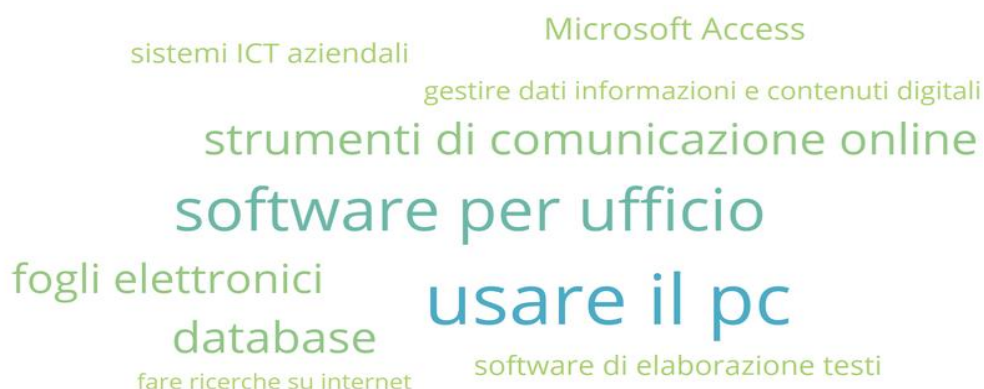 Microsoft Access
sistemi ICT aziendali
gestire dati informazioni e contenuti digitali
strumenti di comunicazione online
software per ufficio
fogli elettronici
usare il pc
database
software di elaborazione testi
fare ricerche su internet